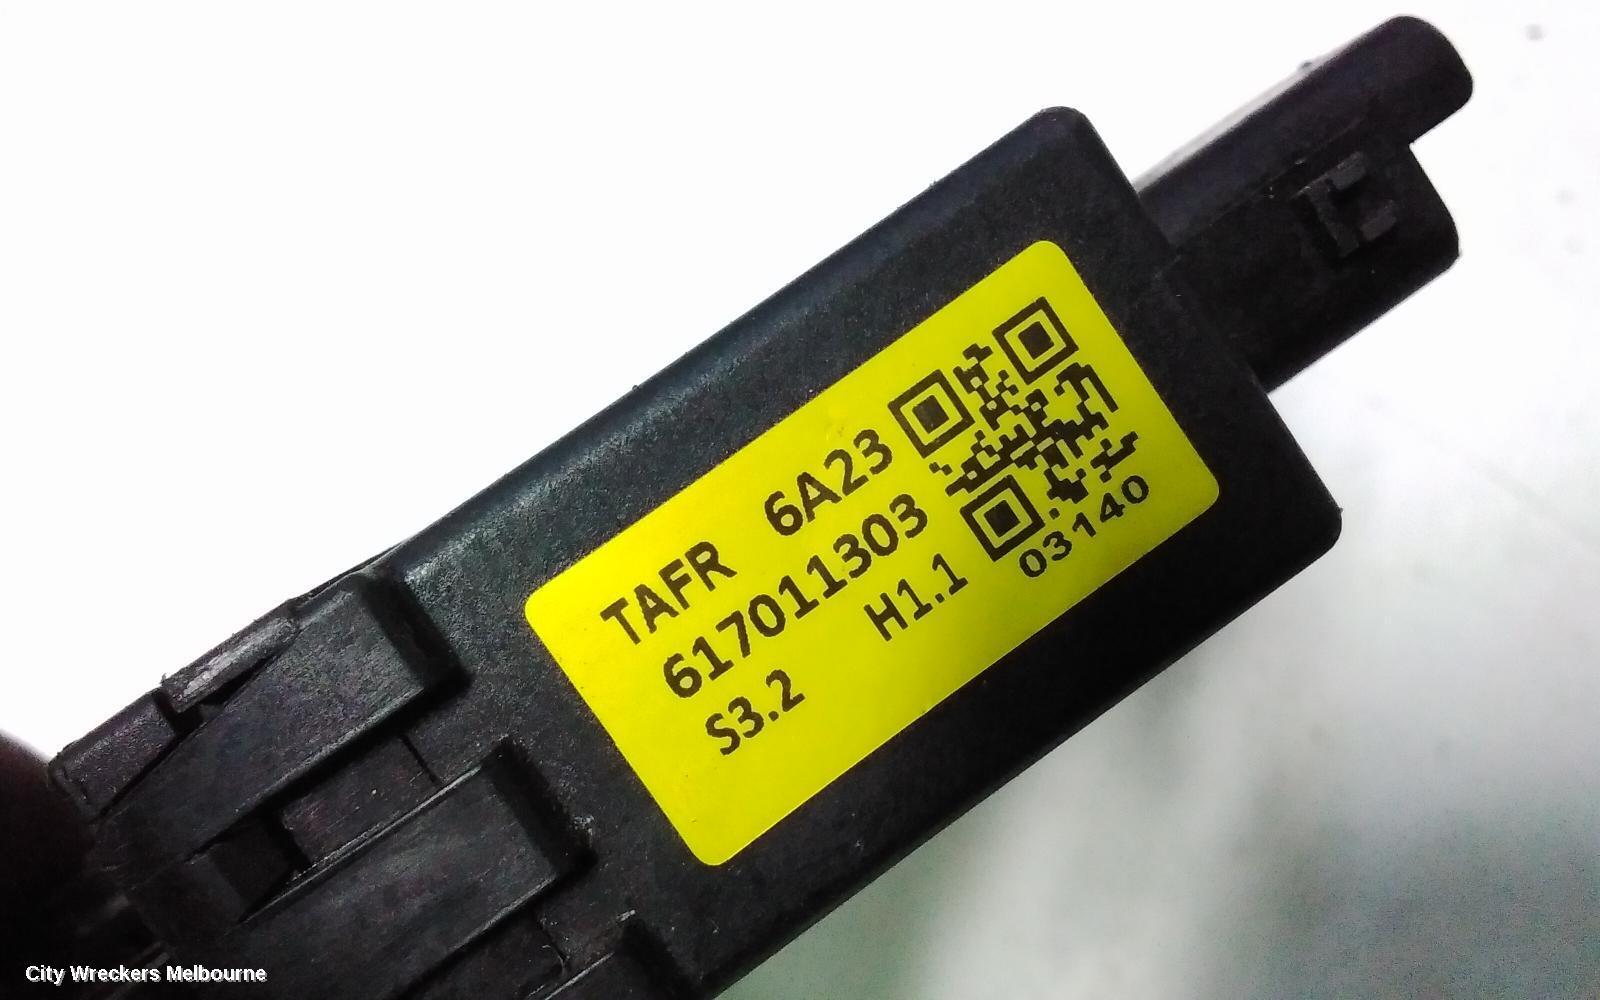 TAFR 6A23
617011303
S3.2 H1.1
03140
City Wreckers Melbourne